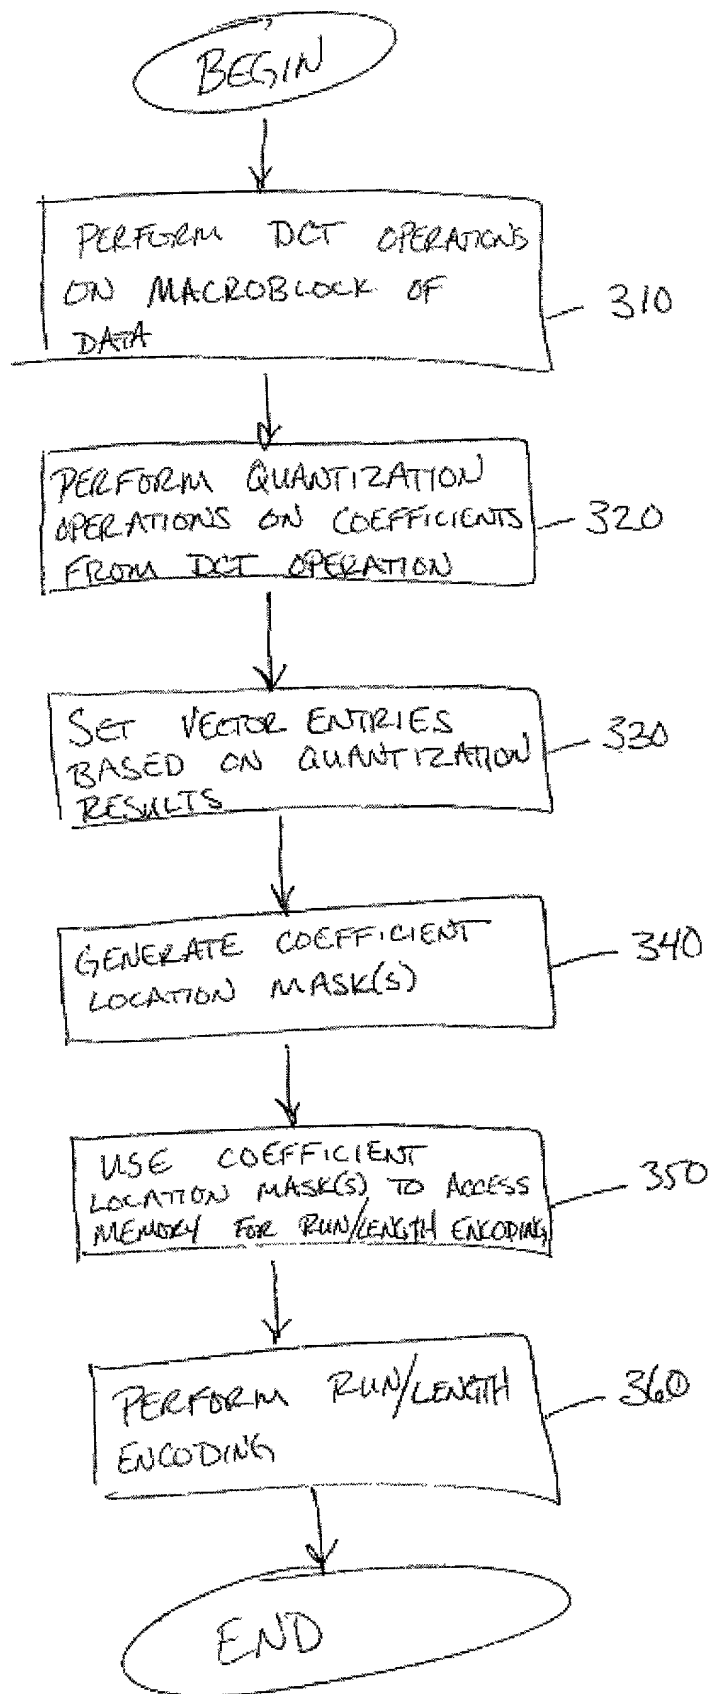 BEGIN
PERFORM DCT OPERATIONS
ON MACROBLOCK OF
DATA
310
PERFORM QUANTIZATION
OPERATIONS ON COEFFICIENTS
FROM DCT OPERATION
320
SET VECTOR ENTRIES
BASED ON QUANTIZATION
RESULTS
330
GENERATE COEFFICIENT
LOCATION MASK(S)
340
USE COEFFICIENT
LOCATION MASK(S) TO ACCESS
MEMORY FOR RUN/LENGTH ENCODING
350
PERFORM RUN/LENGTH
ENCODING
360
END